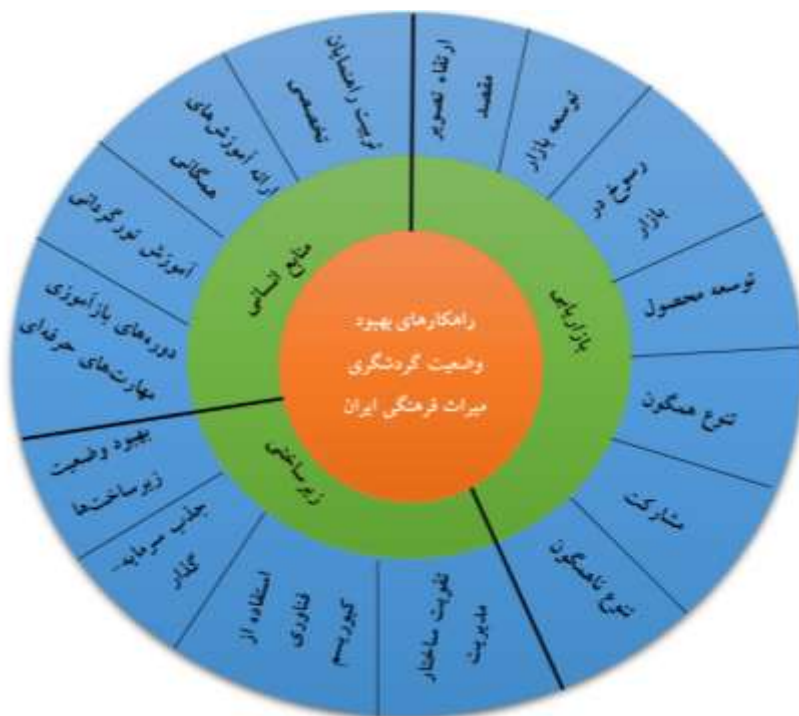 راهکارهای بهبود
وضعیت گردشگری
میراث فرهنگی ایران
بازاریابی
ارتقاء تصویر
مقصد
توسعه بازار
رسوخ در
بازار
توسعه محصول
تنوع همگون
مشارکت
تنوع ناهمگون
زیرساختی
تقویت ساختار
مدیریت
استفاده از
فناوری
کیوریسم
جذب سرمایه‌
گذار
بهبود وضعیت
زیرساخت‌ها
منابع انسانی
دوره‌های بازآموزی
مهارت‌های حرفه‌ای
آموزش تورگردانی
ارائه آموزش‌های
همگانی
تربیت راهنمایان
تخصصی